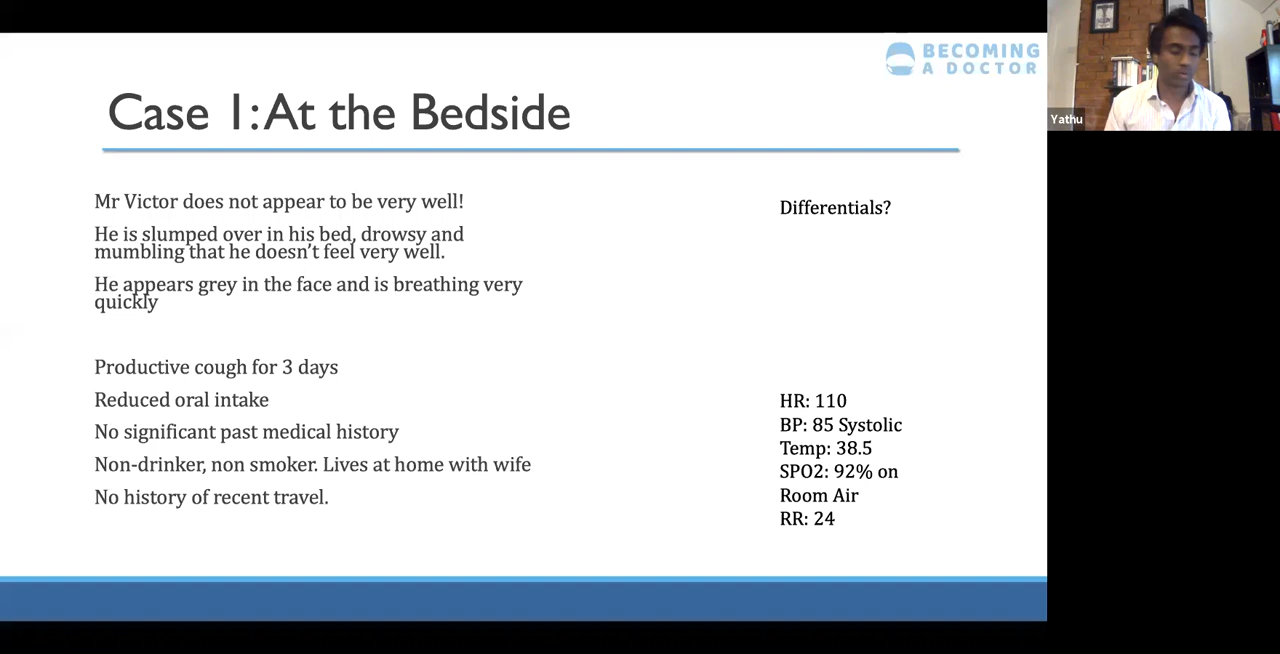 BECOMING
A DOCTOR
Yathu
Case 1: At the Bedside
Mr Victor does not appear to be very well!
He is slumped over in his bed, drowsy and
mumbling that he doesn’t feel very well.
He appears grey in the face and is breathing very
quickly
Productive cough for 3 days
Reduced oral intake
No significant past medical history
Non-drinker, non smoker. Lives at home with wife
No history of recent travel.
Differentials?
HR: 110
BP: 85 Systolic
Temp: 38.5
SPO2: 92% on
Room Air
RR: 24